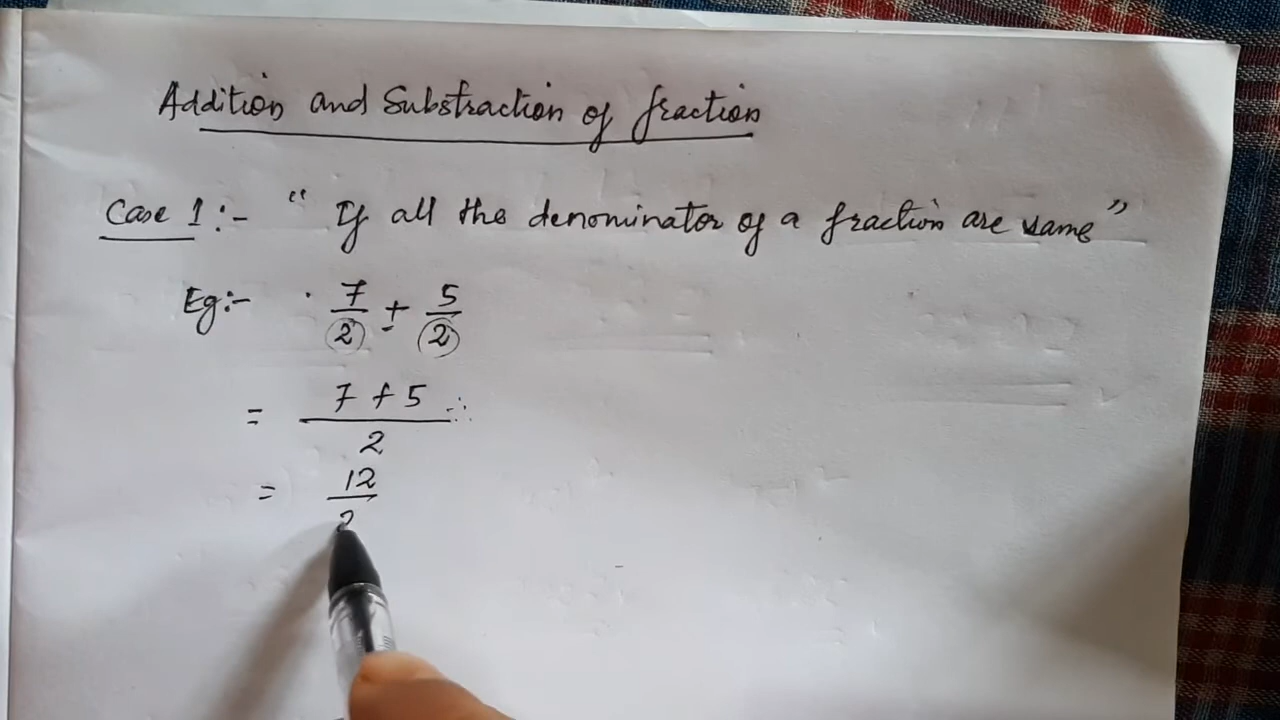 Addition and Substraction of fraction
Case 1:- " If all the denominator of a fraction are same "
Eg:- 7/2 + 5/2
= 7 + 5 / 2
= 12 / 2